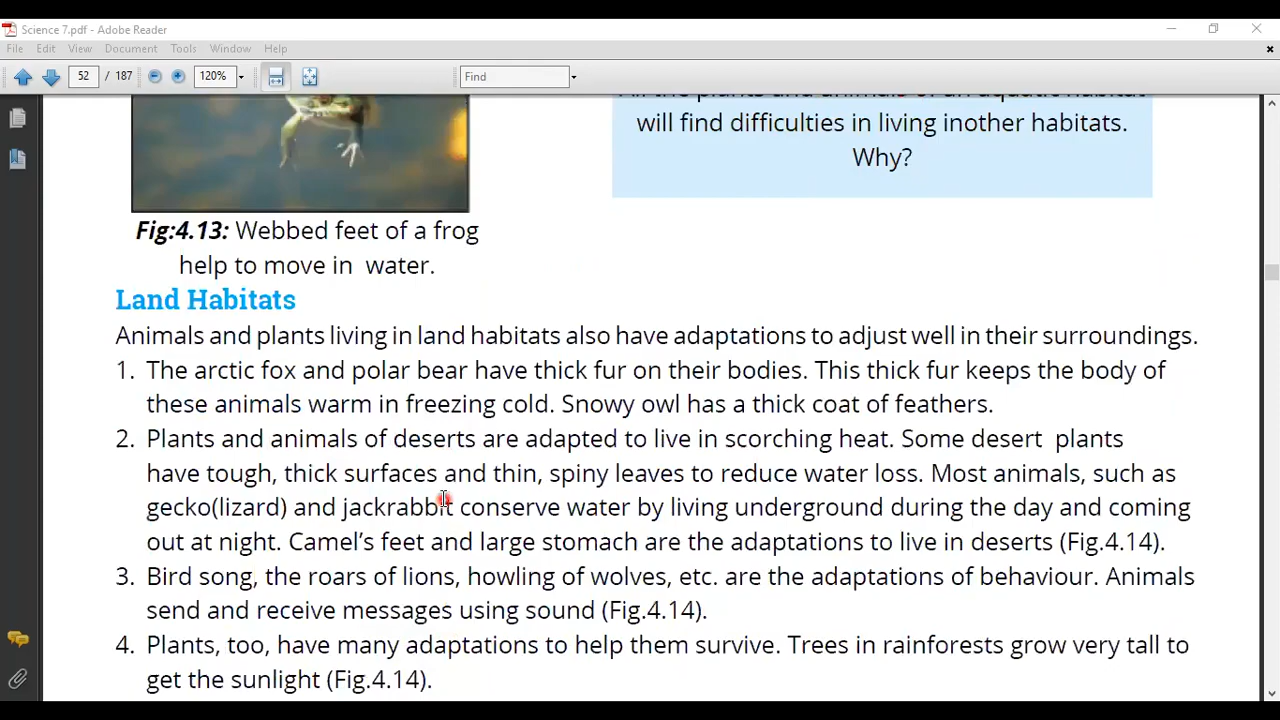 Science 7.pdf - Adobe Reader
File Edit View Document Tools Window Help
52 / 187 120% Find
will find difficulties in living inother habitats.
Why?
Fig:4.13: Webbed feet of a frog
help to move in water.
Land Habitats
Animals and plants living in land habitats also have adaptations to adjust well in their surroundings.
1. The arctic fox and polar bear have thick fur on their bodies. This thick fur keeps the body of
these animals warm in freezing cold. Snowy owl has a thick coat of feathers.
2. Plants and animals of deserts are adapted to live in scorching heat. Some desert plants
have tough, thick surfaces and thin, spiny leaves to reduce water loss. Most animals, such as
gecko(lizard) and jackrabbit conserve water by living underground during the day and coming
out at night. Camel’s feet and large stomach are the adaptations to live in deserts (Fig.4.14).
3. Bird song, the roars of lions, howling of wolves, etc. are the adaptations of behaviour. Animals
send and receive messages using sound (Fig.4.14).
4. Plants, too, have many adaptations to help them survive. Trees in rainforests grow very tall to
get the sunlight (Fig.4.14).